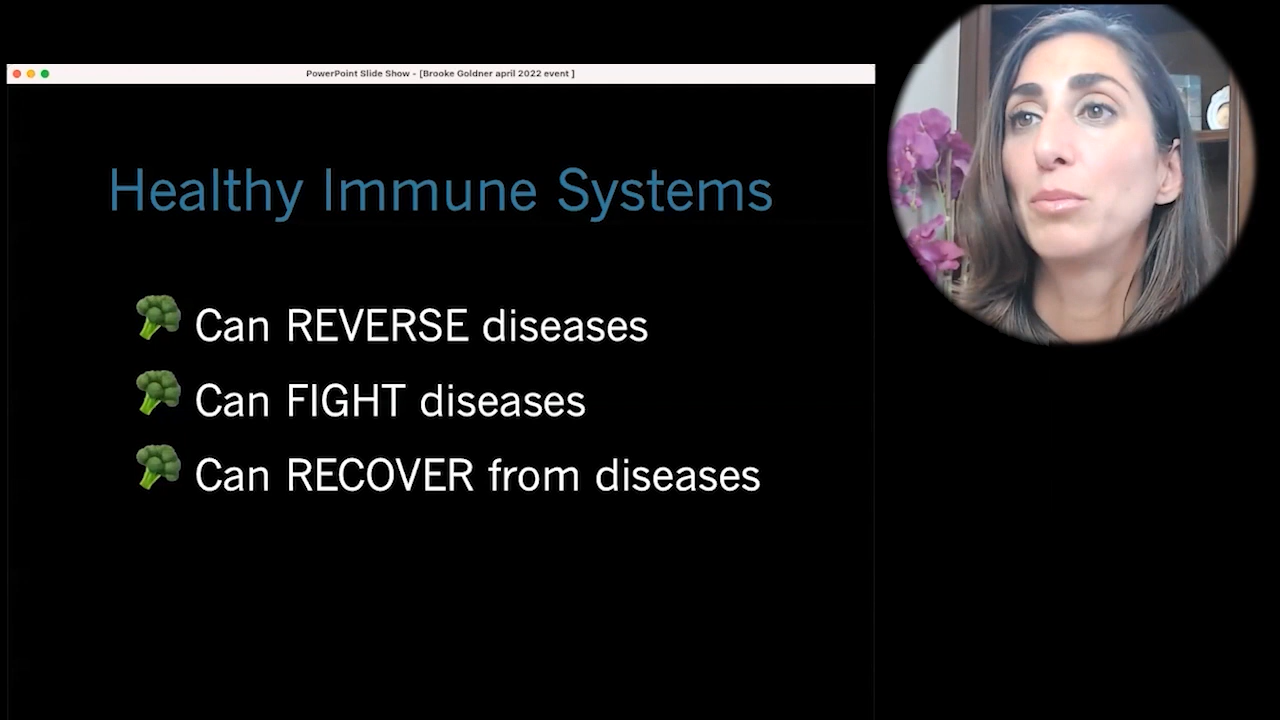 PowerPoint Slide Show - [Brooke Goldner april 2022 event ]
Healthy Immune Systems
Can REVERSE diseases
Can FIGHT diseases
Can RECOVER from diseases